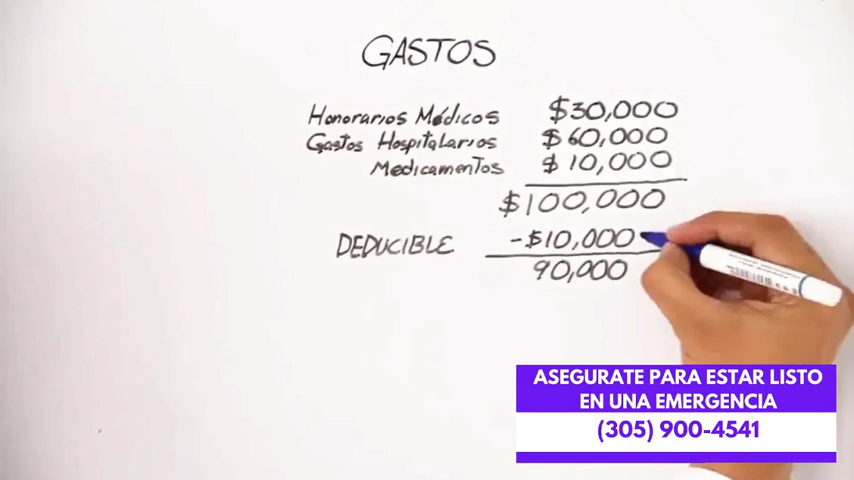 GASTOS
Honorarios Médicos $30,000
Gastos Hospitalarios $60,000
Medicamentos $10,000
$100,000
DEDUCIBLE -$10,000
90,000
ASEGURATE PARA ESTAR LISTO
EN UNA EMERGENCIA
(305) 900-4541